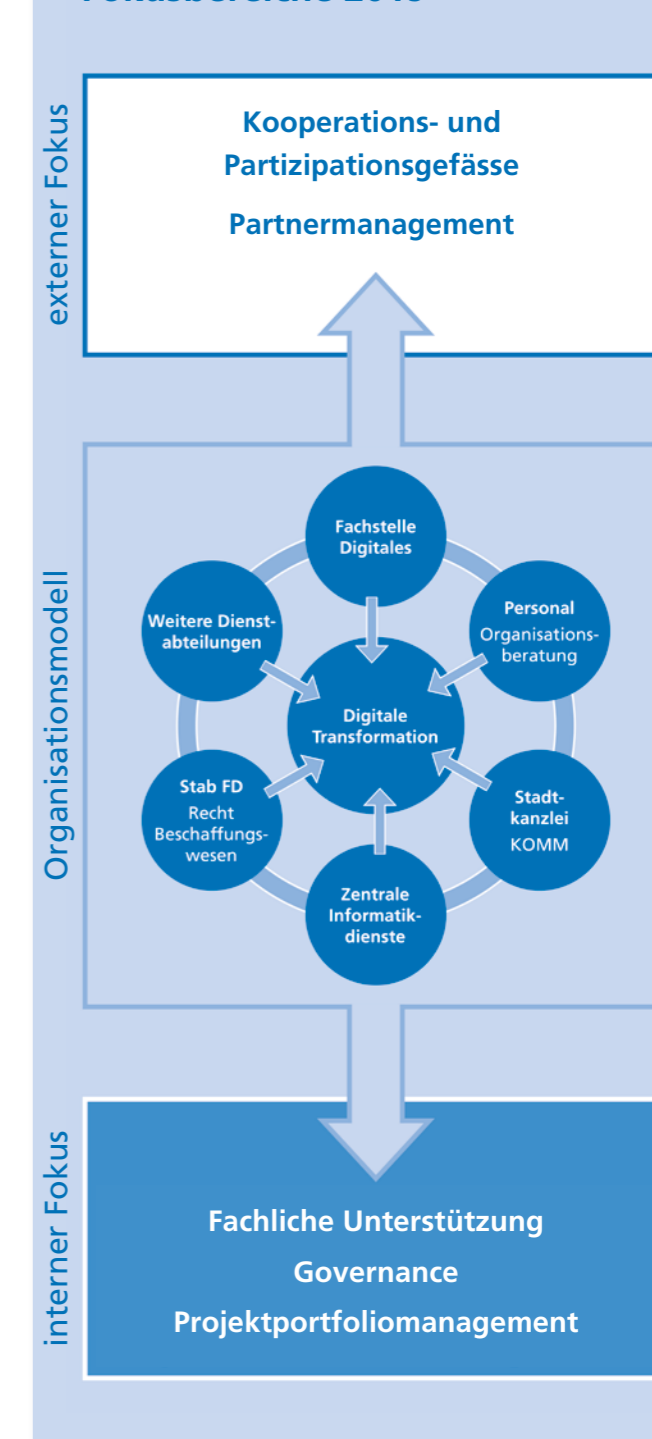 externer Fokus
Kooperations- und
Partizipationsgefässe
Partnermanagement
Organisationsmodell
Fachstelle
Digitales
Weitere Dienst-
abteilungen
Personal
Organisations-
beratung
Digitale
Transformation
Stab FD
Recht
Beschaffungs-
wesen
Stadt-
kanzlei
KOMM
Zentrale
Informatik-
dienste
interner Fokus
Fachliche Unterstützung
Governance
Projektportfoliomanagement